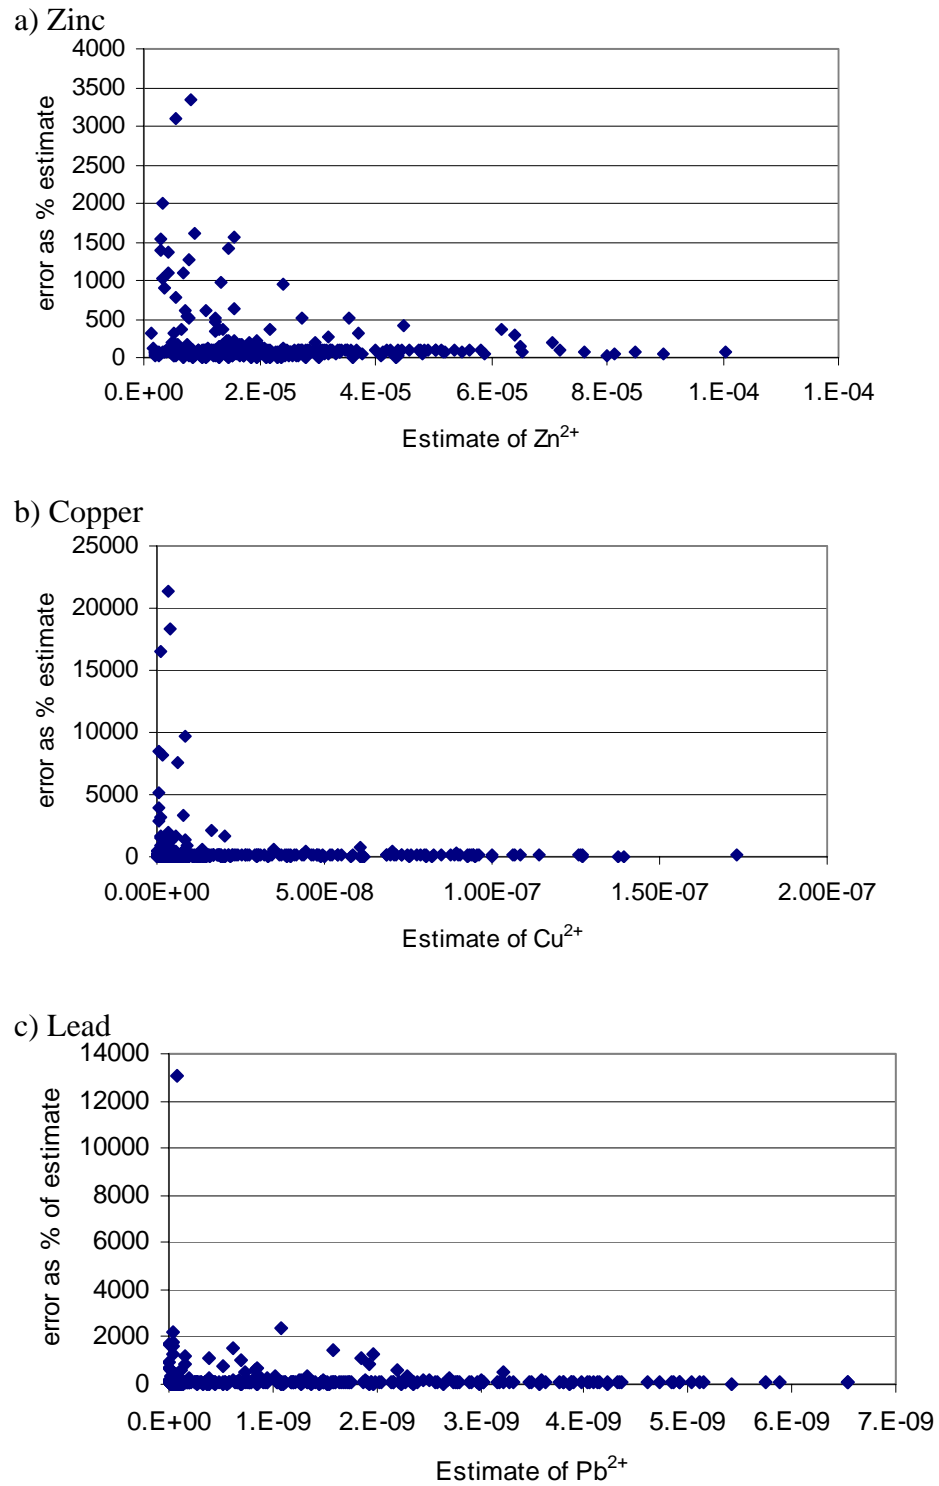 a) Zinc
4000
3500
3000
2500
2000
1500
1000
500
0
error as % estimate
0.E+00 2.E-05 4.E-05 6.E-05 8.E-05 1.E-04 1.E-04
Estimate of Zn2+
b) Copper
25000
20000
15000
10000
5000
0
error as % estimate
0.00E+00 5.00E-08 1.00E-07 1.50E-07 2.00E-07
Estimate of Cu2+
c) Lead
14000
12000
10000
8000
6000
4000
2000
0
error as % of estimate
0.E+00 1.E-09 2.E-09 3.E-09 4.E-09 5.E-09 6.E-09 7.E-09
Estimate of Pb2+